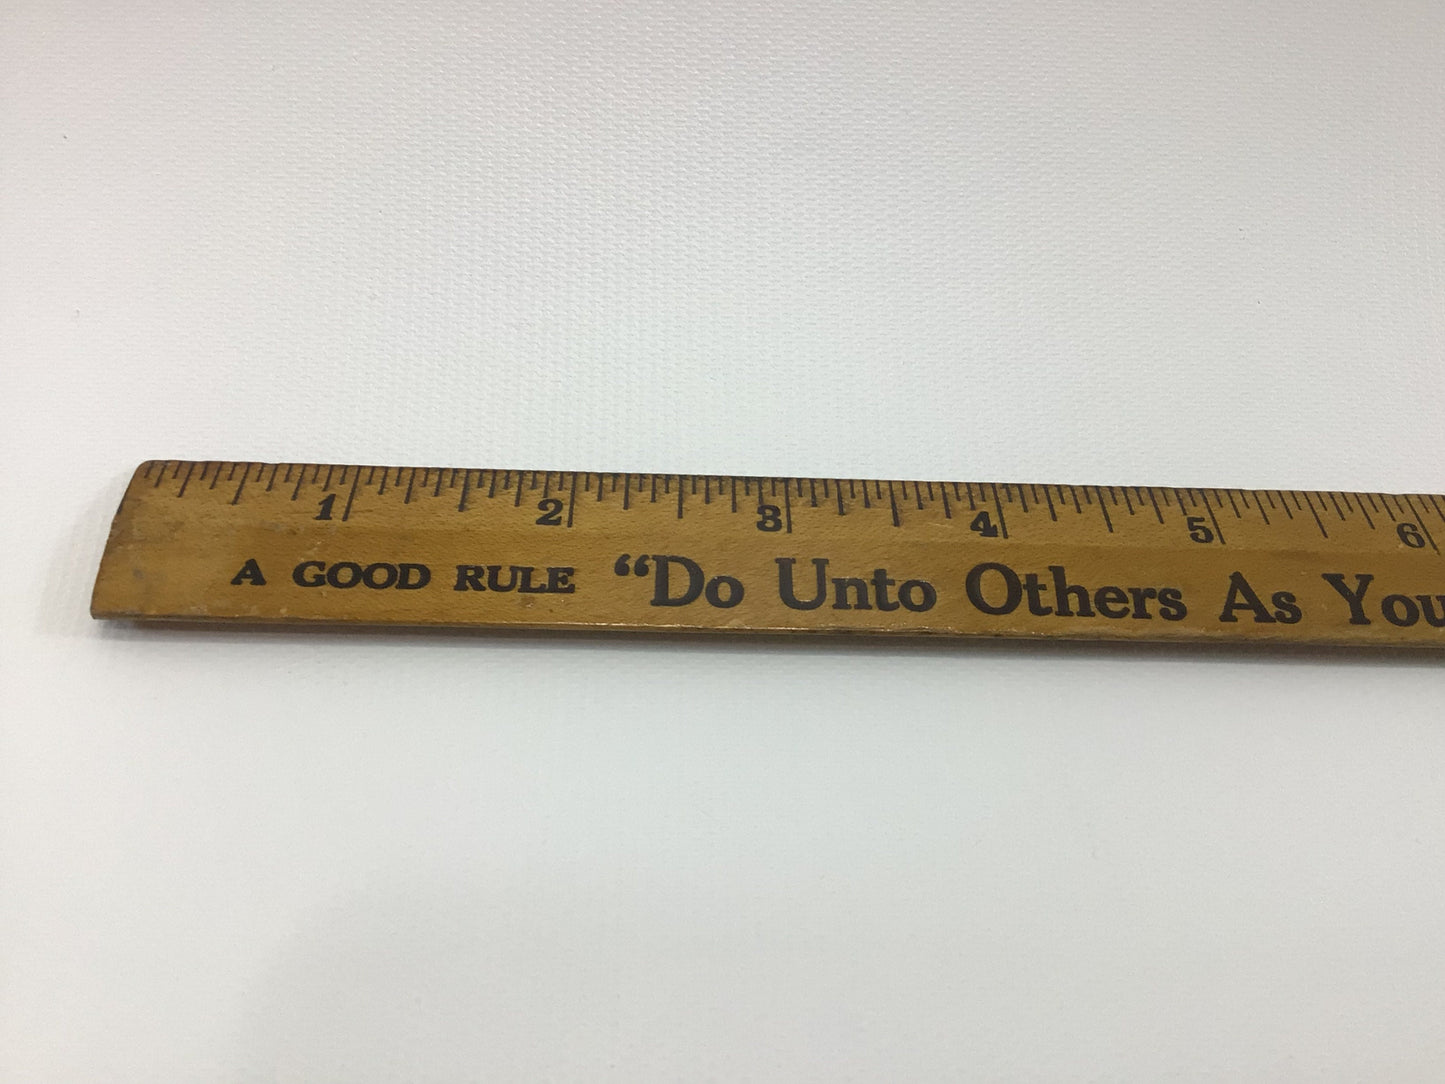 1 2 3 4 5 6
A GOOD RULE “Do Unto Others As You